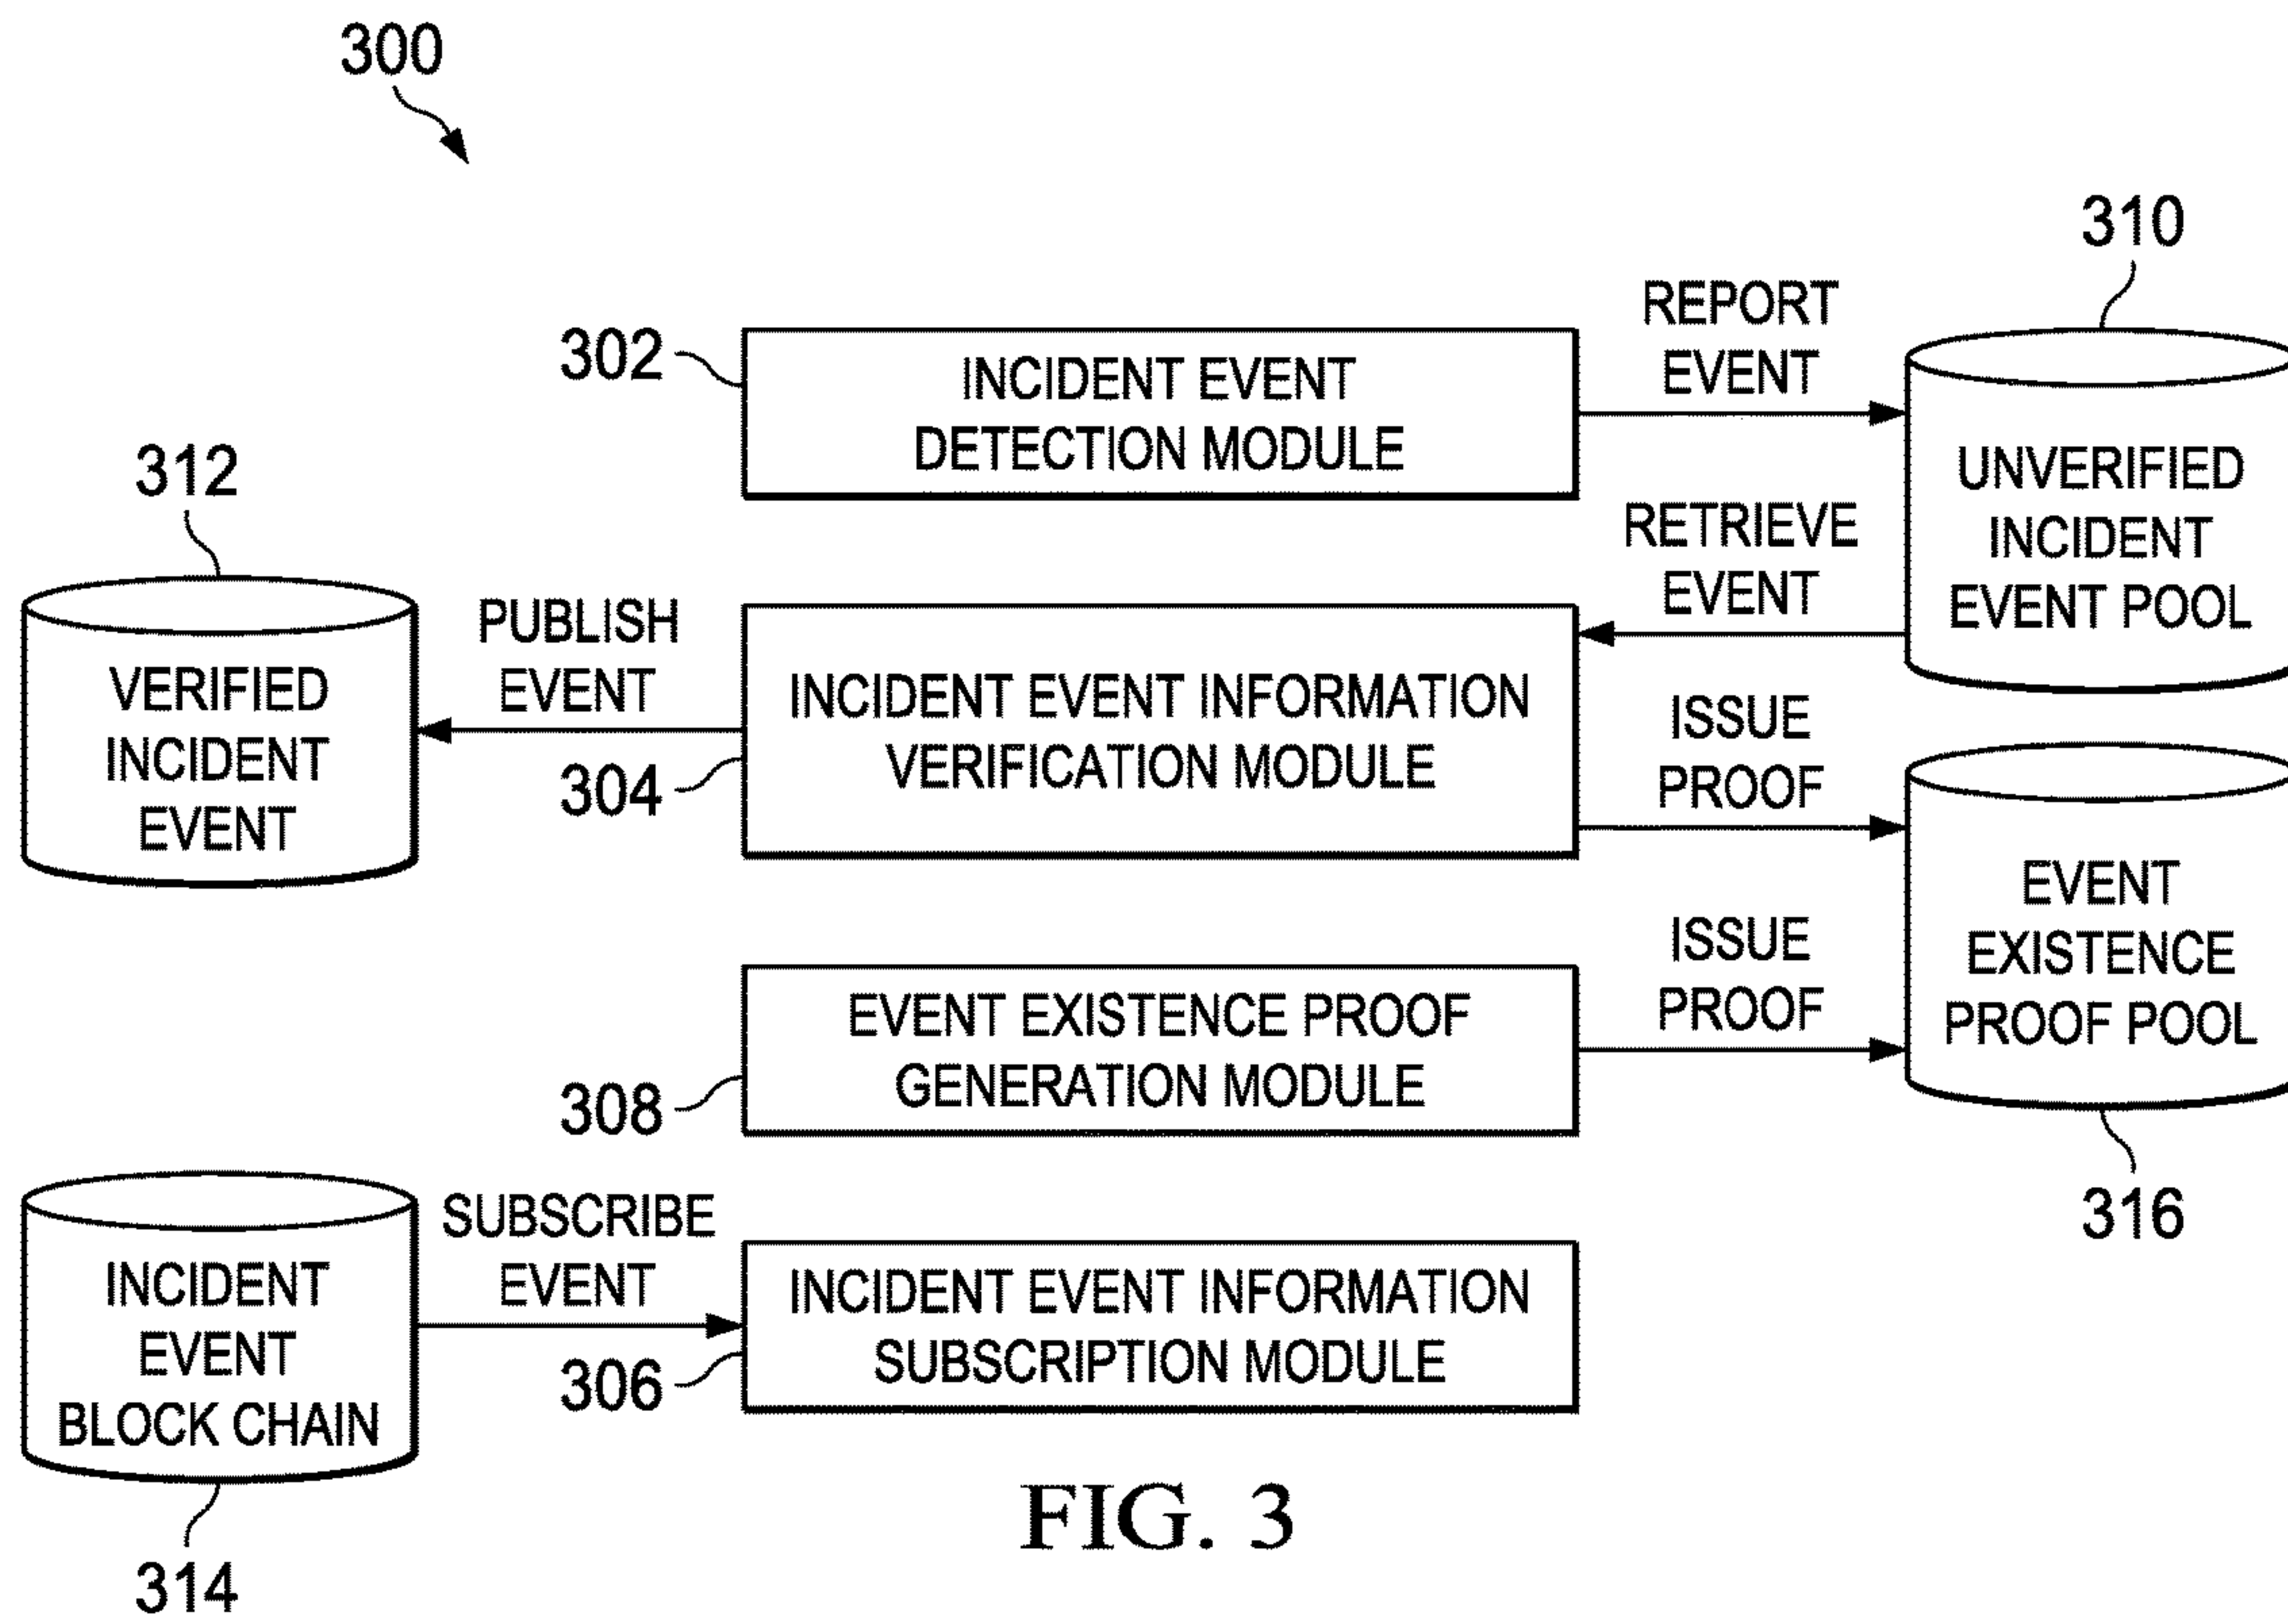 300
310
REPORT
EVENT
302
INCIDENT EVENT
DETECTION MODULE
UNVERIFIED
INCIDENT
EVENT POOL
312
RETRIEVE
EVENT
PUBLISH
EVENT
VERIFIED
INCIDENT
EVENT
INCIDENT EVENT INFORMATION
VERIFICATION MODULE
304
ISSUE
PROOF
EVENT
EXISTENCE
PROOF POOL
ISSUE
PROOF
EVENT EXISTENCE PROOF
GENERATION MODULE
308
316
SUBSCRIBE
EVENT
INCIDENT
EVENT
BLOCK CHAIN
INCIDENT EVENT INFORMATION
SUBSCRIPTION MODULE
306
314
FIG. 3